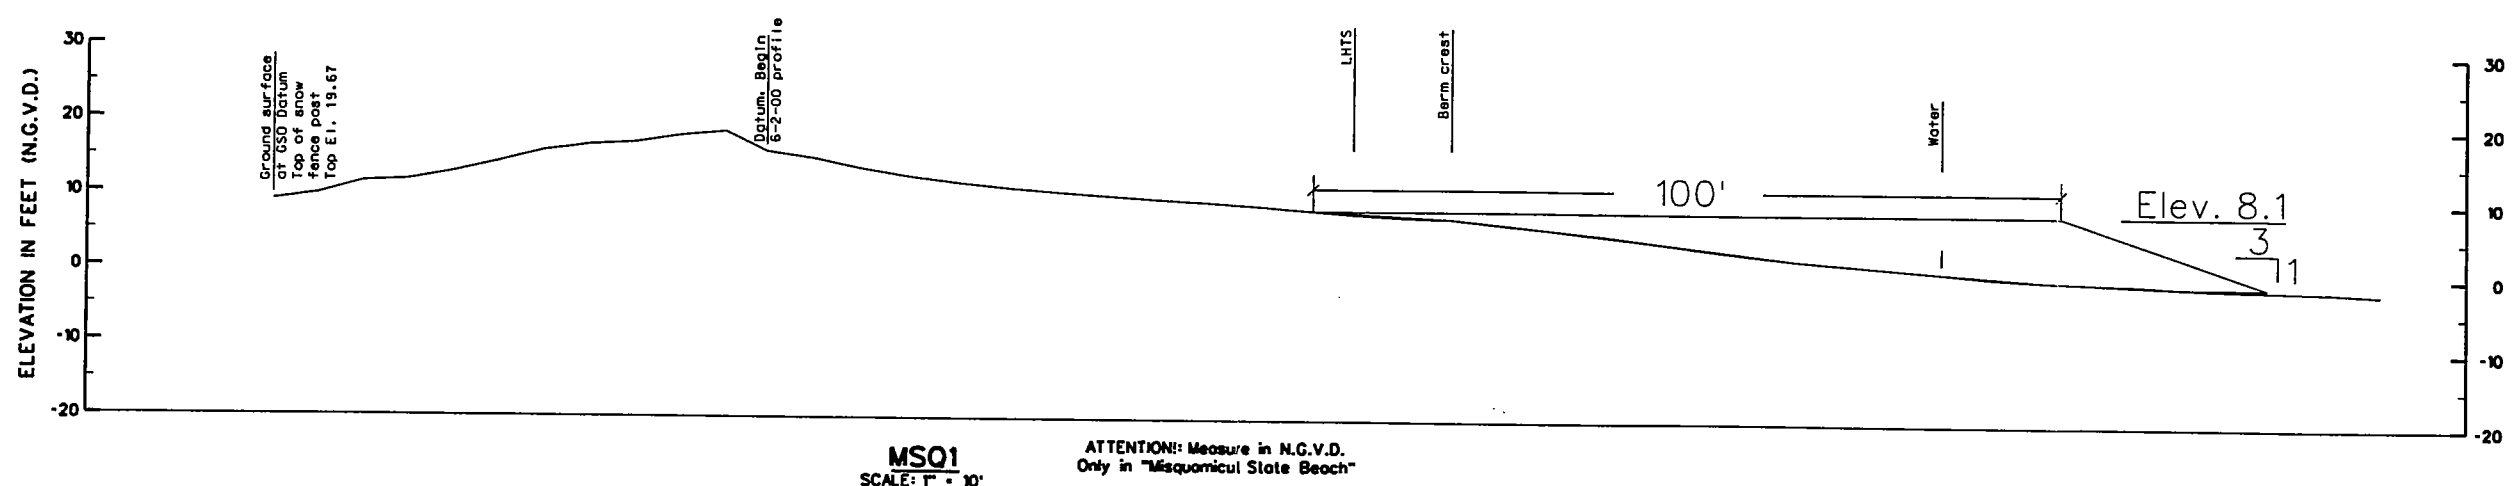 ELEVATION IN FEET (N.G.V.D.)
30
20
10
0
-10
-20
Ground surface
at GSO Datum
Top of snow
fence post
Top El. 19.67
Datum. Begin
6-2-00 profile
LHTS
Berm crest
Water
100'
Elev. 8.1
3
1
30
20
10
0
-10
-20
MSQ1
SCALE: 1" = 10'
ATTENTION!: Measure in N.G.V.D.
Only in "Misquamicut State Beach"